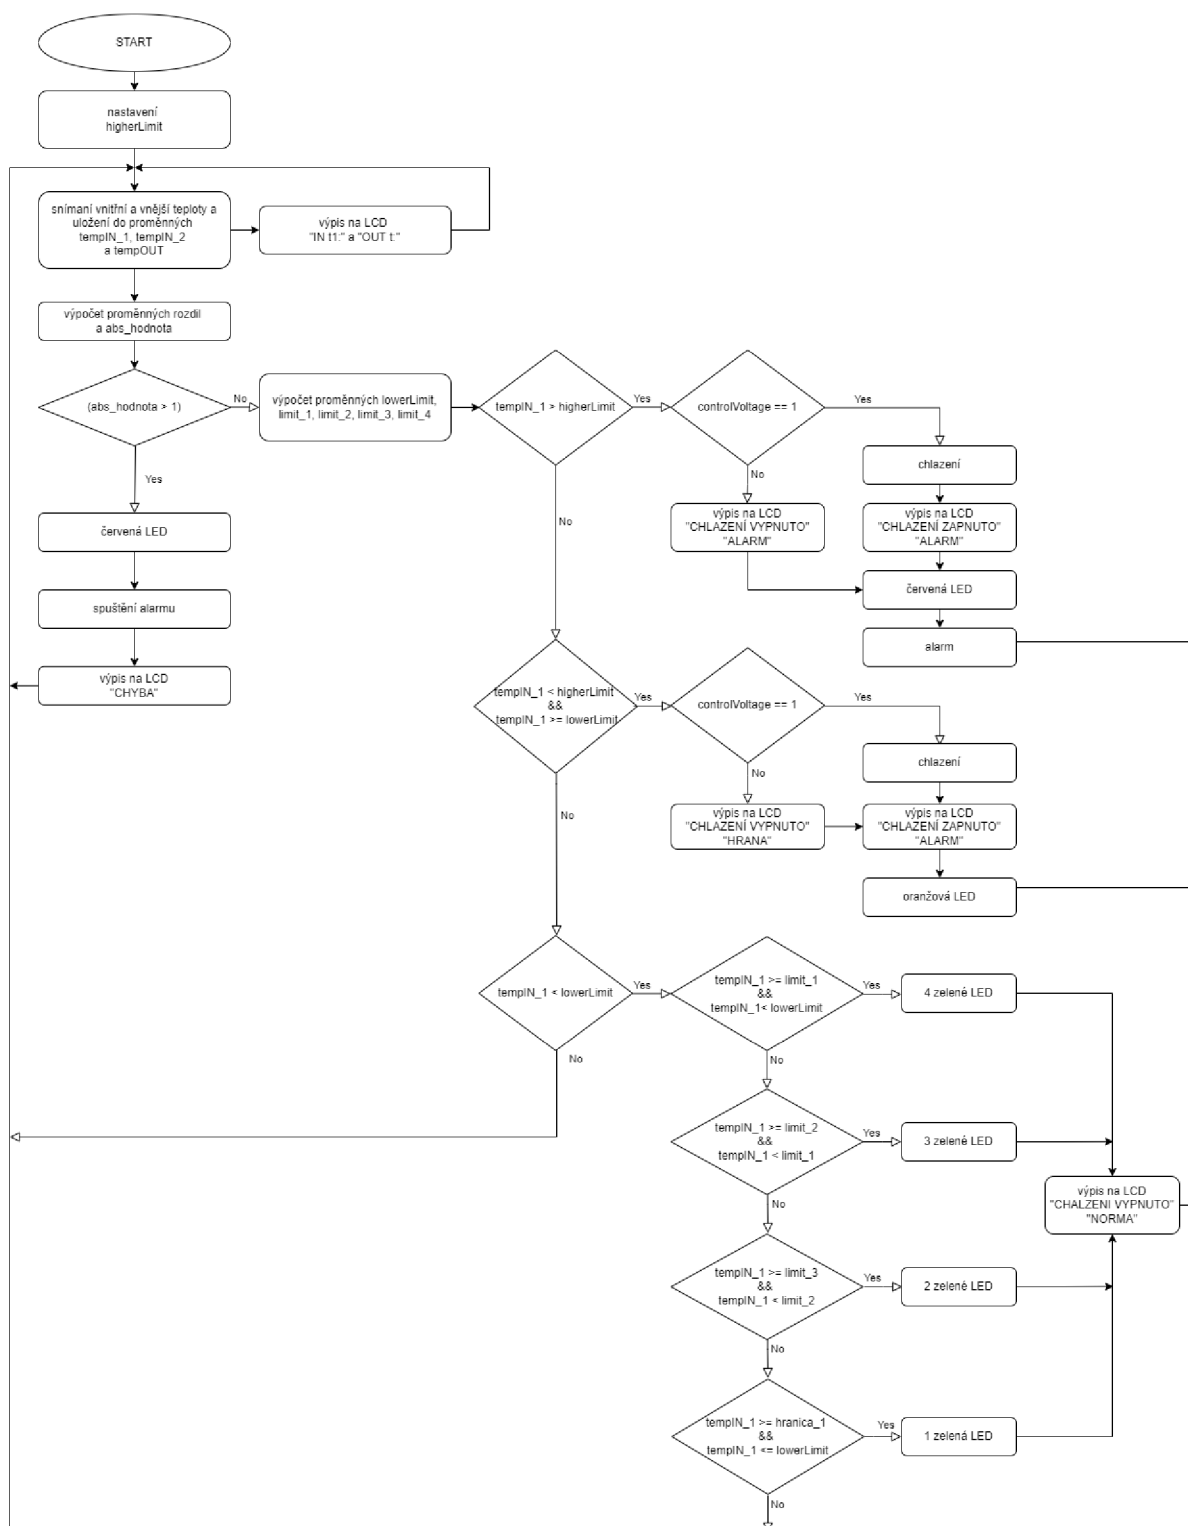 START
nastavení
higherLimit
snímaní vnitřní a vnější teploty a
uložení do proměnných
tempIN_1, tempIN_2
a tempOUT
výpis na LCD
"IN t1:" a "OUT t:"
výpočet proměnných rozdil
a abs_hodnota
(abs_hodnota > 1)
No
výpočet proměnných lowerLimit,
limit_1, limit_2, limit_3, limit_4
tempIN_1 > higherLimit
Yes
controlVoltage == 1
Yes
chlazení
Yes
No
výpis na LCD
"CHLAZENÍ VYPNUTO"
"ALARM"
výpis na LCD
"CHLAZENÍ ZAPNUTO"
"ALARM"
No
červená LED
červená LED
spuštění alarmu
alarm
výpis na LCD
"CHYBA"
tempIN_1 < higherLimit
&&
tempIN_1 >= lowerLimit
Yes
controlVoltage == 1
Yes
chlazení
No
výpis na LCD
"CHLAZENÍ VYPNUTO"
"HRANA"
výpis na LCD
"CHLAZENÍ ZAPNUTO"
"ALARM"
No
oranžová LED
tempIN_1 < lowerLimit
Yes
tempIN_1 >= limit_1
&&
tempIN_1< lowerLimit
Yes
4 zelené LED
No
No
tempIN_1 >= limit_2
&&
tempIN_1 < limit_1
Yes
3 zelené LED
výpis na LCD
"CHALZENI VYPNUTO"
"NORMA"
No
tempIN_1 >= limit_3
&&
tempIN_1 < limit_2
Yes
2 zelené LED
No
tempIN_1 >= hranica_1
&&
tempIN_1 <= lowerLimit
Yes
1 zelená LED
No